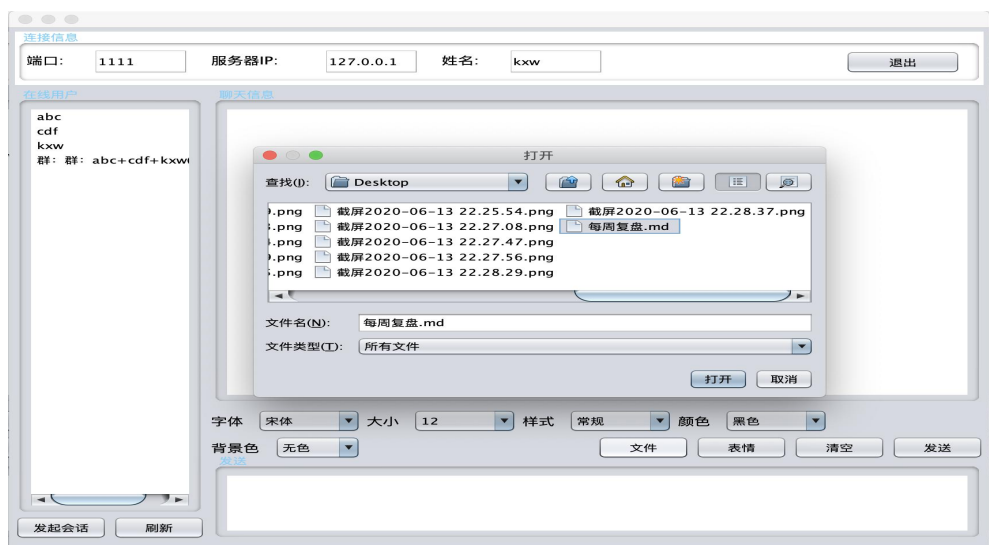 连接信息
端口: 1111 服务器IP: 127.0.0.1 姓名: kxw 退出
在线用户 聊天信息
abc
cdf
kxw
群: 群: abc+cdf+kxw
打开
查找(I): Desktop
.png 截屏2020-06-13 22.25.54.png 截屏2020-06-13 22.28.37.png
.png 截屏2020-06-13 22.27.08.png 每周复盘.md
.png 截屏2020-06-13 22.27.47.png
.png 截屏2020-06-13 22.27.56.png
.png 截屏2020-06-13 22.28.29.png
文件名(N): 每周复盘.md
文件类型(T): 所有文件
打开 取消
字体 宋体 大小 12 样式 常规 颜色 黑色
背景色 无色 文件 表情 清空 发送
发送
发起会话 刷新